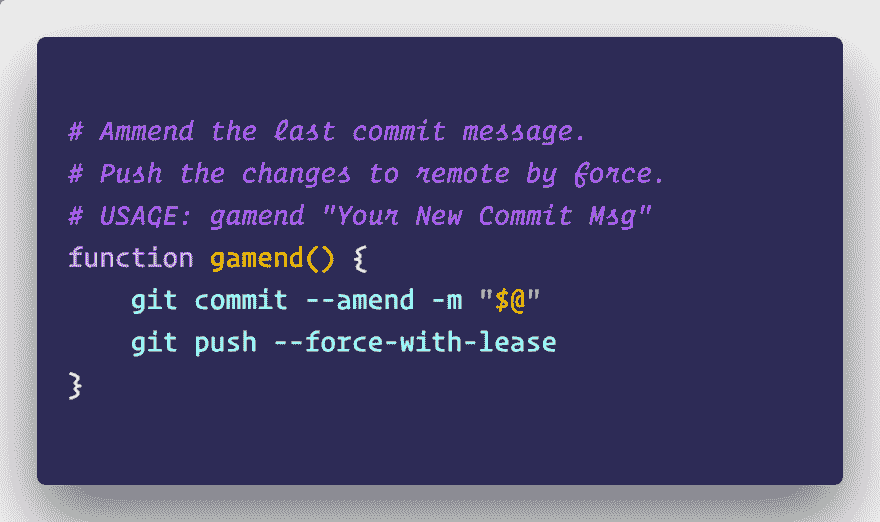 # Ammend the last commit message.
# Push the changes to remote by force.
# USAGE: gamend "Your New Commit Msg"
function gamend() {
    git commit --amend -m "$@"
    git push --force-with-lease
}